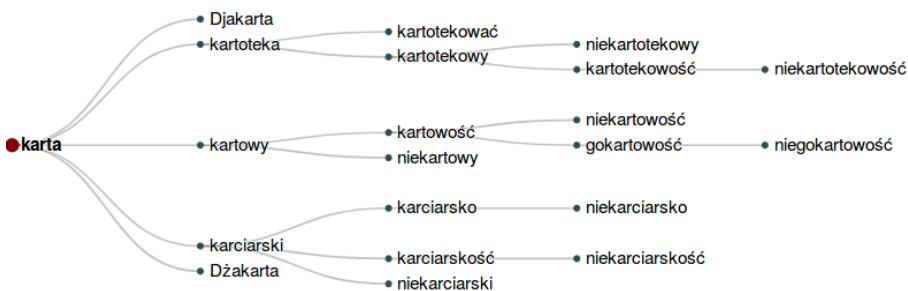 Djakarta
kartoteka
kartotekować
kartotekowy
niekartotekowy
kartotekowość
niekartotekowość
karta
kartowy
kartowość
niekartowość
gokartowość
niegokartowość
niekartowy
karciarski
karciarsko
niekarciarsko
karciarskość
niekarciarskość
niekarciarski
Dżakarta